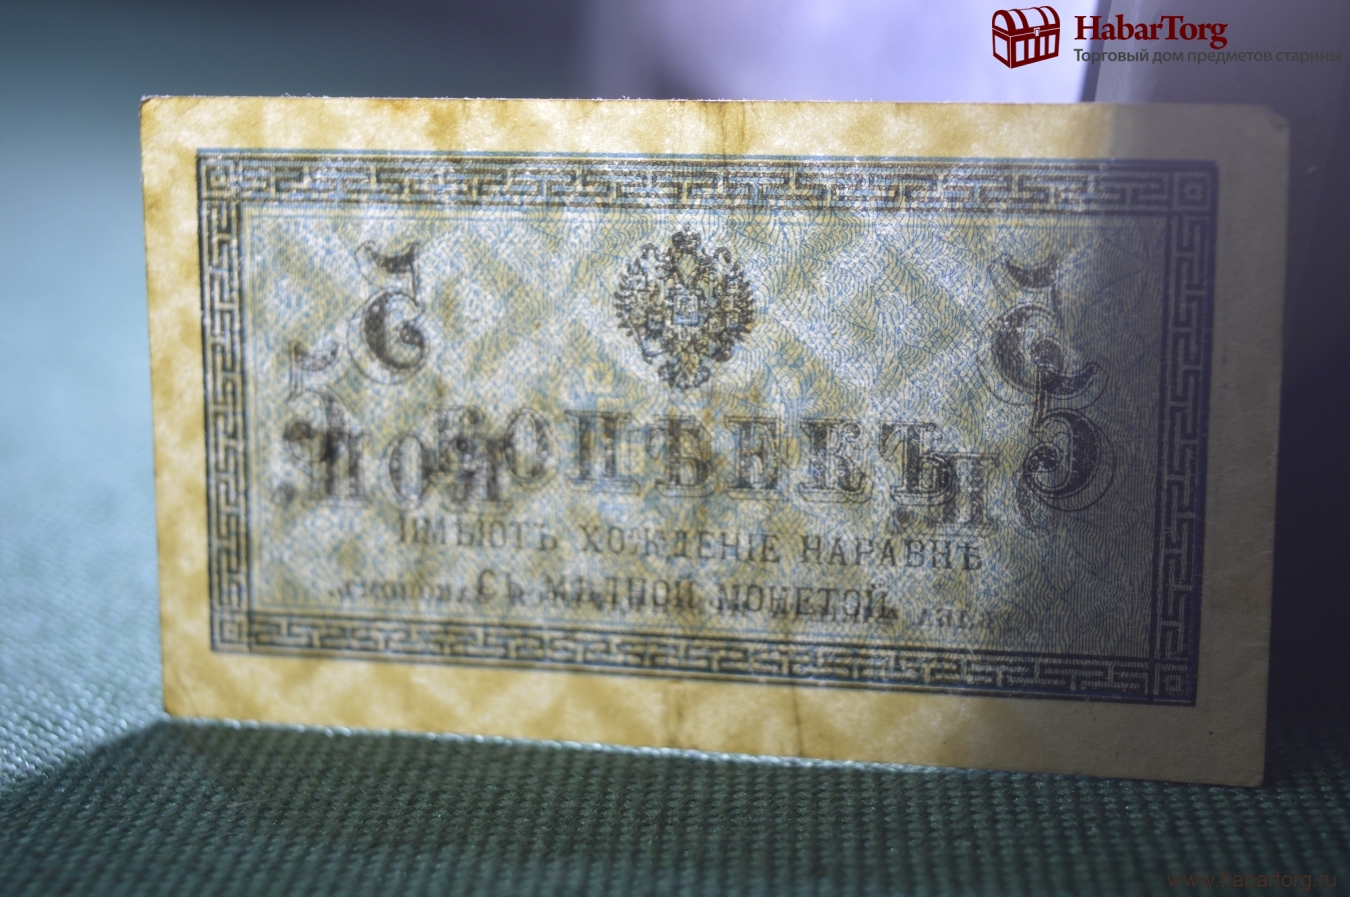 HabarTorg
Торговый дом предметов старины
5 5
КОПѢЕКЪ
ИМѢЮТЪ ХОЖДЕНІЕ НАРАВНѢ
СЪ МѢДНОЙ МОНЕТОЙ.
www.habartorg.ru